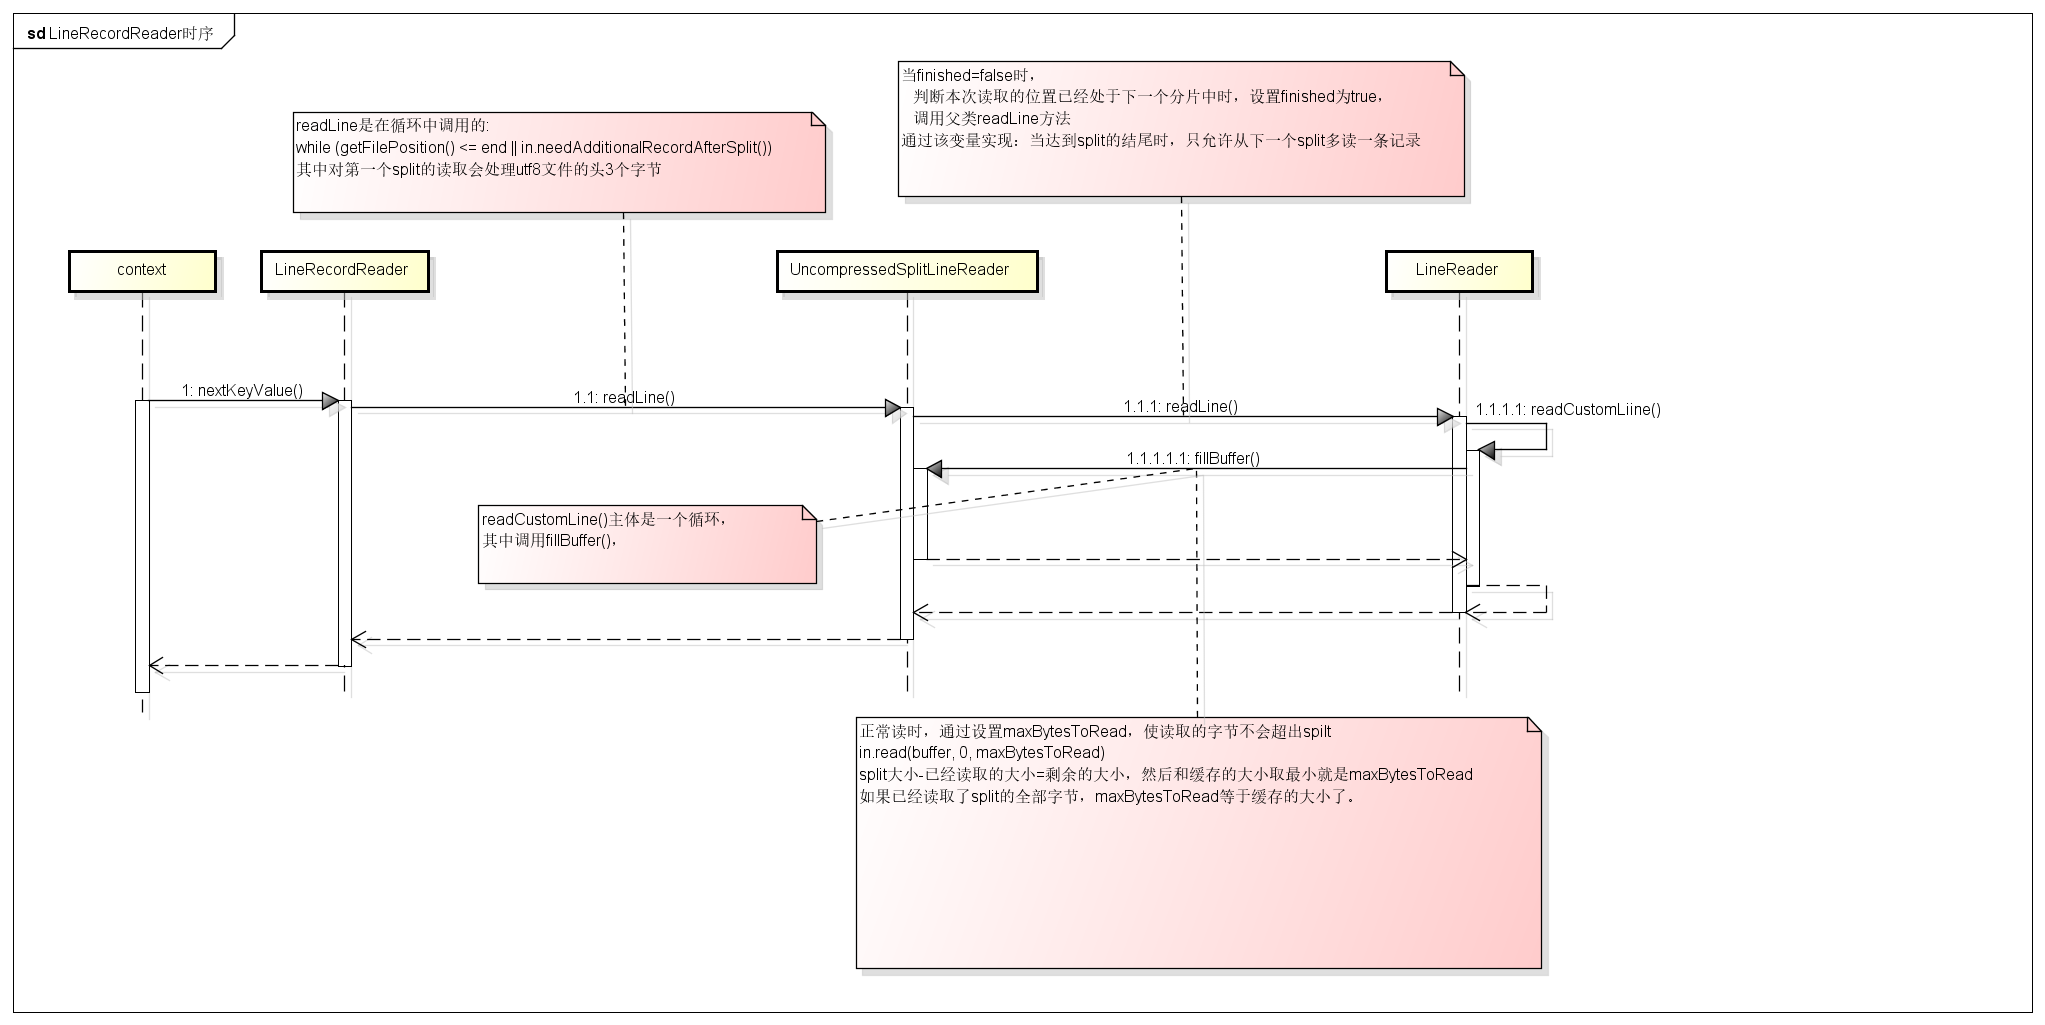 sd LineRecordReader时序
当finished=false时，
判断本次读取的位置已经处于下一个分片中时，设置finished为true，
调用父类readLine方法
通过该变量实现：当达到split的结尾时，只允许从下一个split多读一条记录
readLine是在循环中调用的:
while (getFilePosition() <= end || in.needAdditionalRecordAfterSplit())
其中对第一个split的读取会处理utf8文件的头3个字节
context
LineRecordReader
UncompressedSplitLineReader
LineReader
1: nextKeyValue()
1.1: readLine()
1.1.1: readLine()
1.1.1.1: readCustomLiine()
1.1.1.1.1: fillBuffer()
readCustomLine()主体是一个循环，
其中调用fillBuffer()，
正常读时，通过设置maxBytesToRead，使读取的字节不会超出spilt
in.read(buffer, 0, maxBytesToRead)
split大小-已经读取的大小=剩余的大小，然后和缓存的大小取最小就是maxBytesToRead
如果已经读取了split的全部字节，maxBytesToRead等于缓存的大小了。